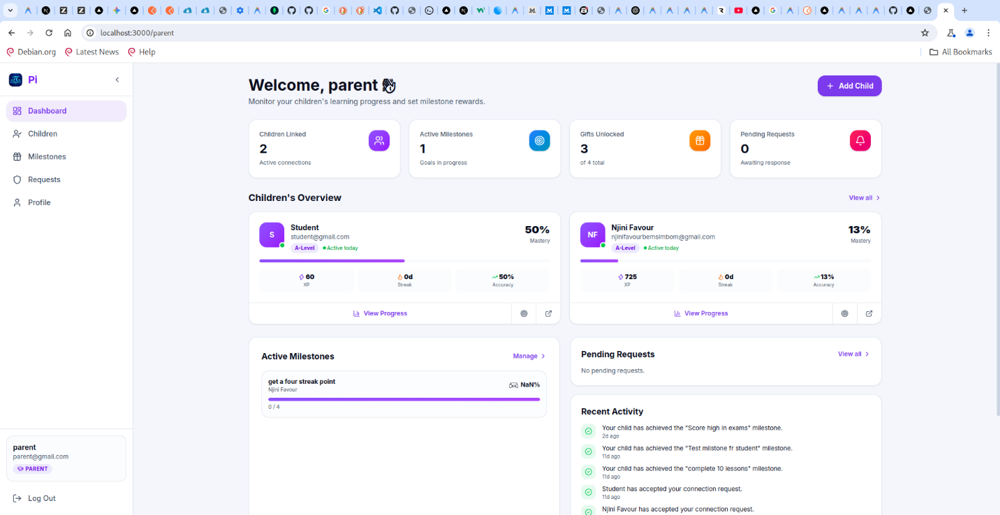 localhost:3000/parent
Debian.org
Latest News
Help
All Bookmarks
Pi
Dashboard
Children
Milestones
Requests
Profile
parent
parent@gmail.com
PARENT
Log Out
Welcome, parent 👋
Monitor your children's learning progress and set milestone rewards.
+ Add Child
Children Linked
2
Active connections
Active Milestones
1
Goals in progress
Gifts Unlocked
3
of 4 total
Pending Requests
0
Awaiting response
Children's Overview
View all
S
Student
student@gmail.com
A-Level
Active today
50%
Mastery
60
XP
0d
Streak
50%
Accuracy
View Progress
NF
Njini Favour
njinifavourbemsimbom@gmail.com
A-Level
Active today
13%
Mastery
725
XP
0d
Streak
13%
Accuracy
View Progress
Active Milestones
Manage
get a four streak point
Njini Favour
NaN%
0 / 4
Pending Requests
View all
No pending requests.
Recent Activity
Your child has achieved the "Score high in exams" milestone.
2d ago
Your child has achieved the "Test milstone fr student" milestone.
11d ago
Your child has achieved the "complete 10 lessons" milestone.
11d ago
Student has accepted your connection request.
11d ago
Njini Favour has accepted your connection request.